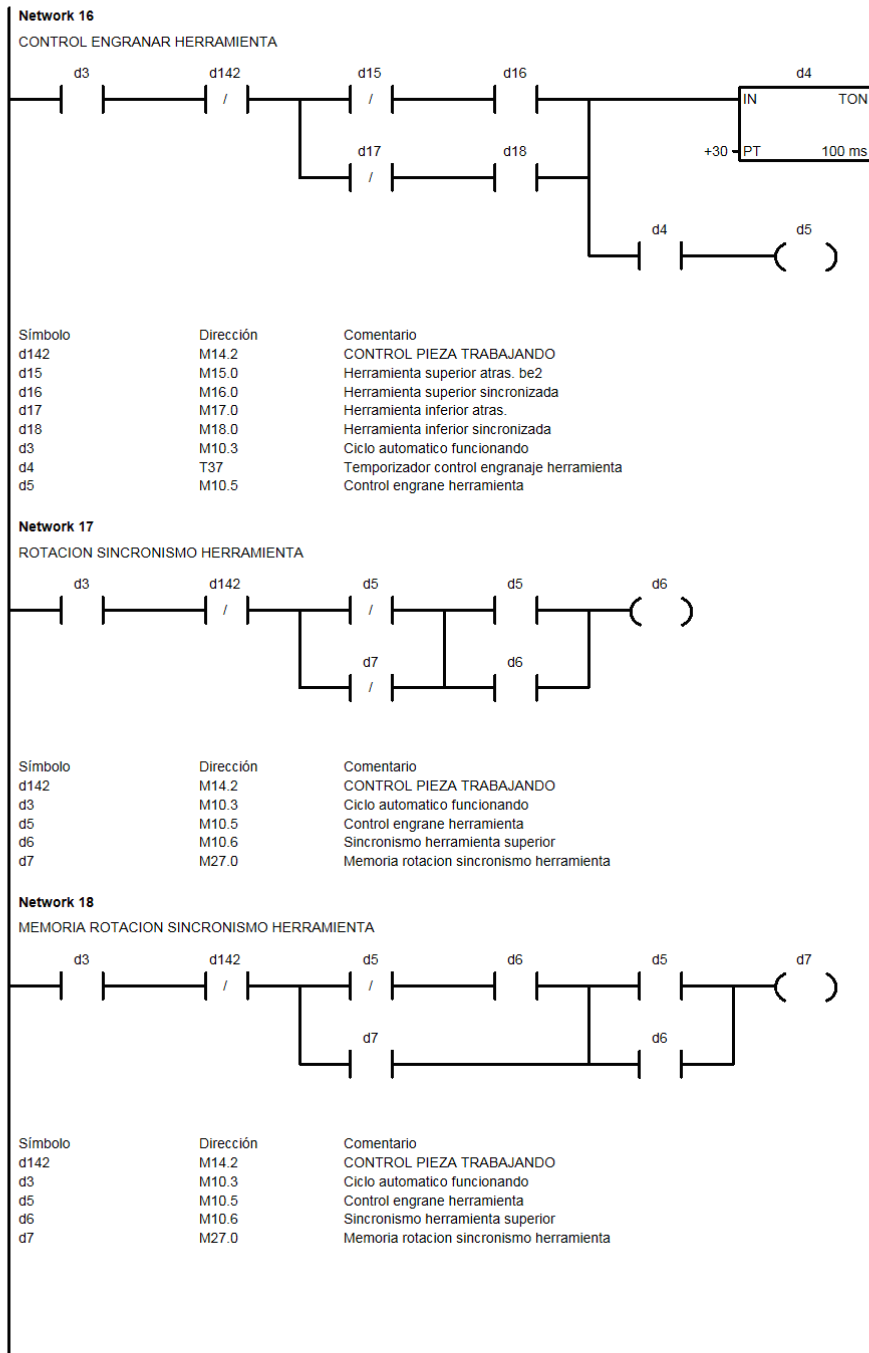 Network 16
CONTROL ENGRANAR HERRAMIENTA
d3 d142 d15 d16 d4
/ / IN TON
d17 d18 +30 PT 100 ms
/
d4 d5
Símbolo Dirección Comentario
d142 M14.2 CONTROL PIEZA TRABAJANDO
d15 M15.0 Herramienta superior atras. be2
d16 M16.0 Herramienta superior sincronizada
d17 M17.0 Herramienta inferior atras.
d18 M18.0 Herramienta inferior sincronizada
d3 M10.3 Ciclo automatico funcionando
d4 T37 Temporizador control engranaje herramienta
d5 M10.5 Control engrane herramienta
Network 17
ROTACION SINCRONISMO HERRAMIENTA
d3 d142 d5 d5 d6
/ /
d7 d6
/
Símbolo Dirección Comentario
d142 M14.2 CONTROL PIEZA TRABAJANDO
d3 M10.3 Ciclo automatico funcionando
d5 M10.5 Control engrane herramienta
d6 M10.6 Sincronismo herramienta superior
d7 M27.0 Memoria rotacion sincronismo herramienta
Network 18
MEMORIA ROTACION SINCRONISMO HERRAMIENTA
d3 d142 d5 d6 d5 d7
/ /
d7 d6
Símbolo Dirección Comentario
d142 M14.2 CONTROL PIEZA TRABAJANDO
d3 M10.3 Ciclo automatico funcionando
d5 M10.5 Control engrane herramienta
d6 M10.6 Sincronismo herramienta superior
d7 M27.0 Memoria rotacion sincronismo herramienta